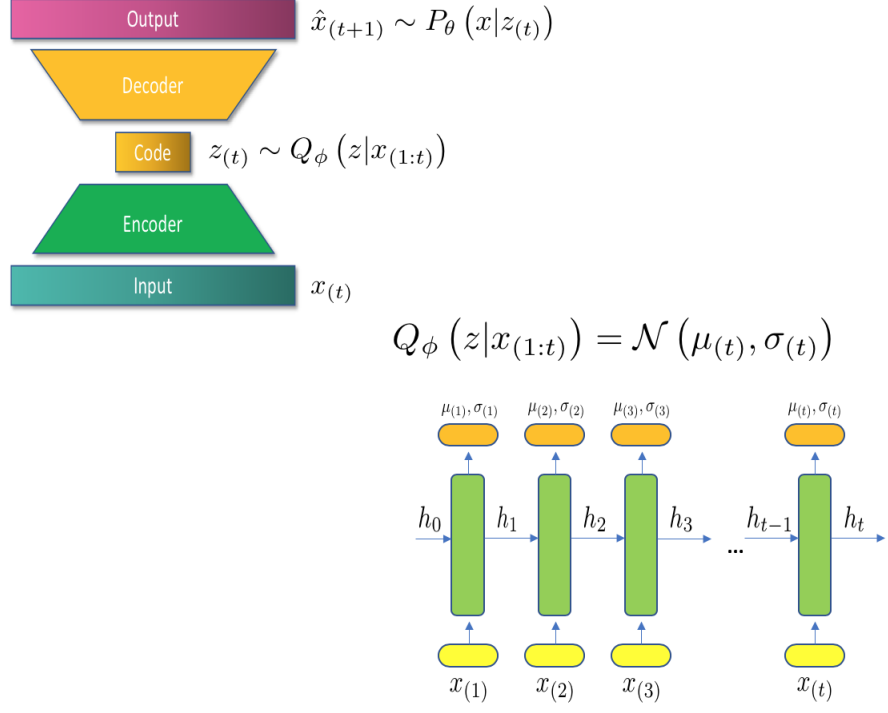 Output x̂_(t+1) ∼ P_θ (x|z_(t))
Decoder
Code z_(t) ∼ Q_ϕ (z|x_(1:t))
Encoder
Input x_(t)
Q_ϕ (z|x_(1:t)) = 𝒩 (μ_(t), σ_(t))
μ_(1), σ_(1) μ_(2), σ_(2) μ_(3), σ_(3) μ_(t), σ_(t)
h_0 h_1 h_2 h_3 ... h_{t−1} h_t
x_(1) x_(2) x_(3) x_(t)